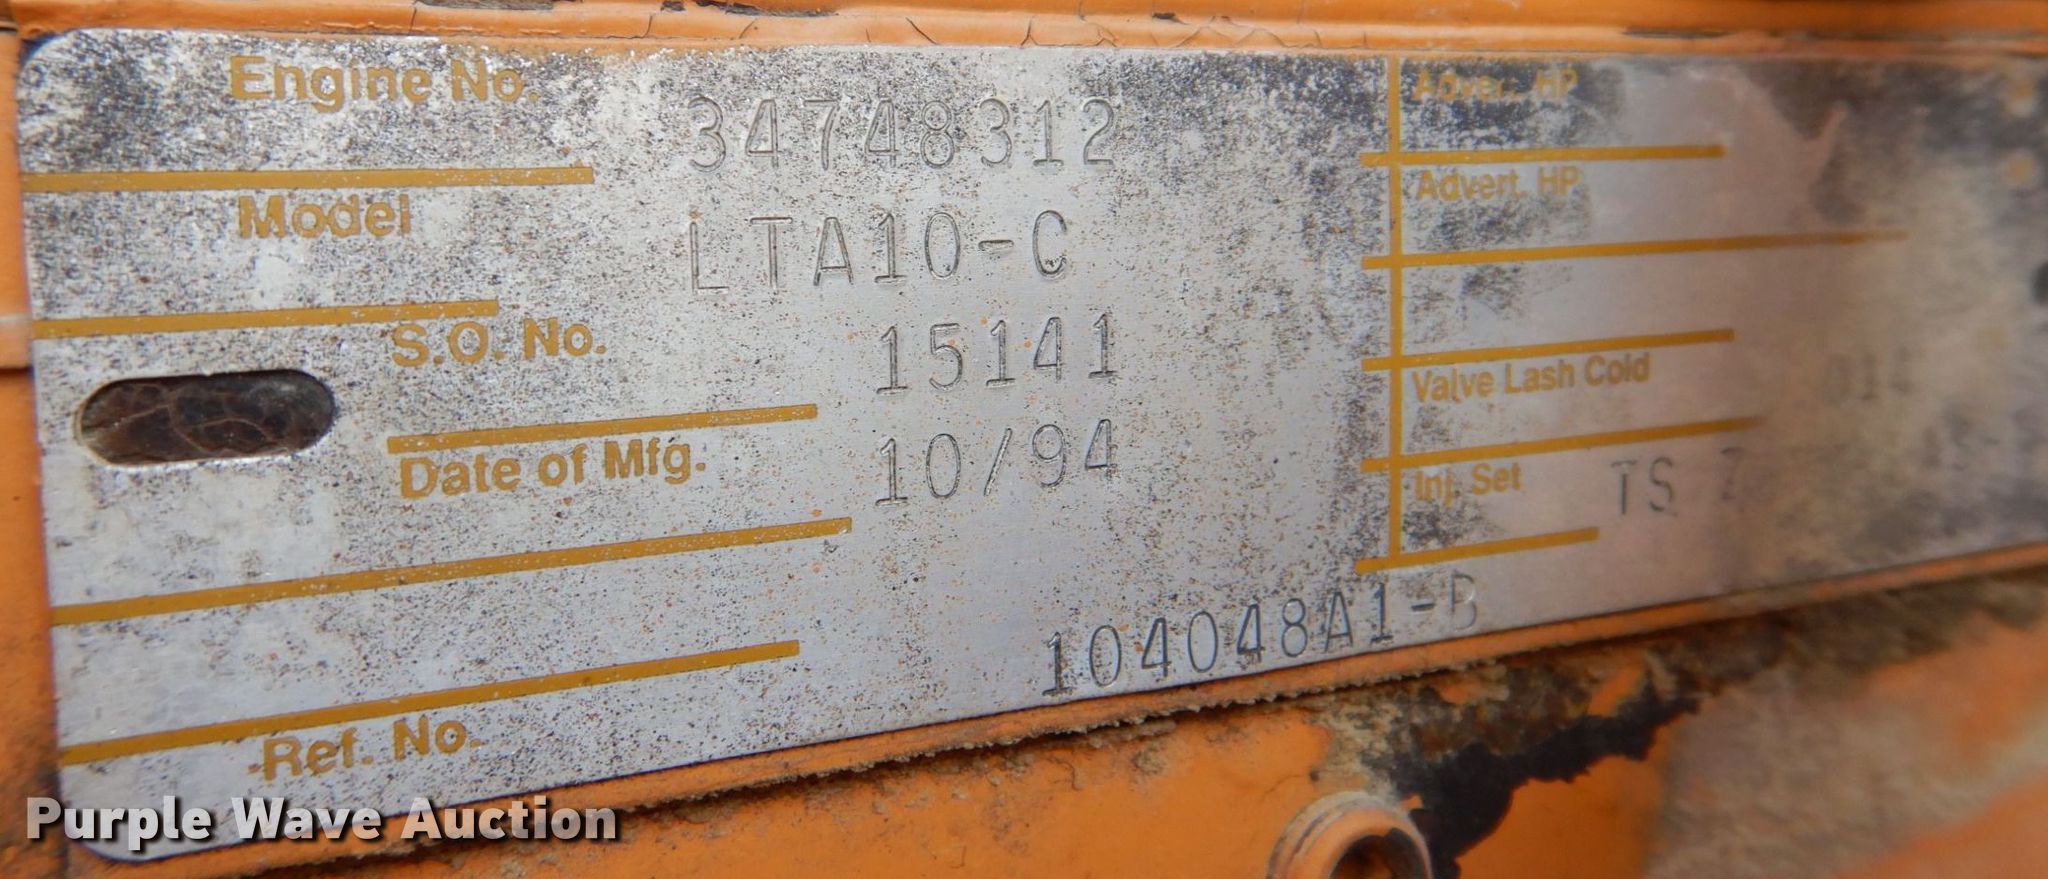 Engine No. 34748312
Model LTA10-C
S.O. No. 15141
Date of Mfg. 10/94
104048A1-B
Ref. No.
Advert. HP
Advert. HP
Valve Lash Cold
Inj. Set TS
Purple Wave Auction